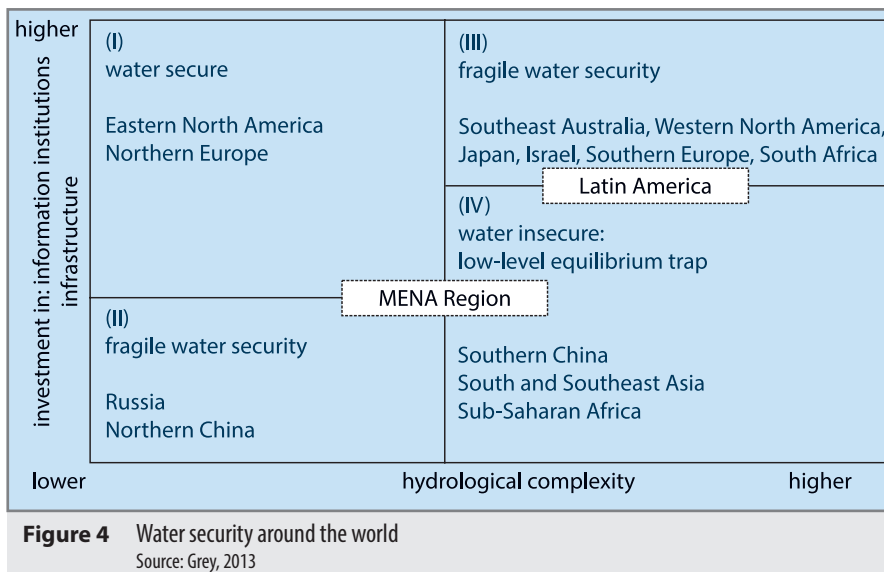 higher
investment in: information institutions
infrastructure
(I)
water secure
Eastern North America
Northern Europe
(III)
fragile water security
Southeast Australia, Western North America,
Japan, Israel, Southern Europe, South Africa
Latin America
(IV)
water insecure:
low-level equilibrium trap
MENA Region
(II)
fragile water security
Russia
Northern China
Southern China
South and Southeast Asia
Sub-Saharan Africa
lower
hydrological complexity
higher
Figure 4 Water security around the world
Source: Grey, 2013